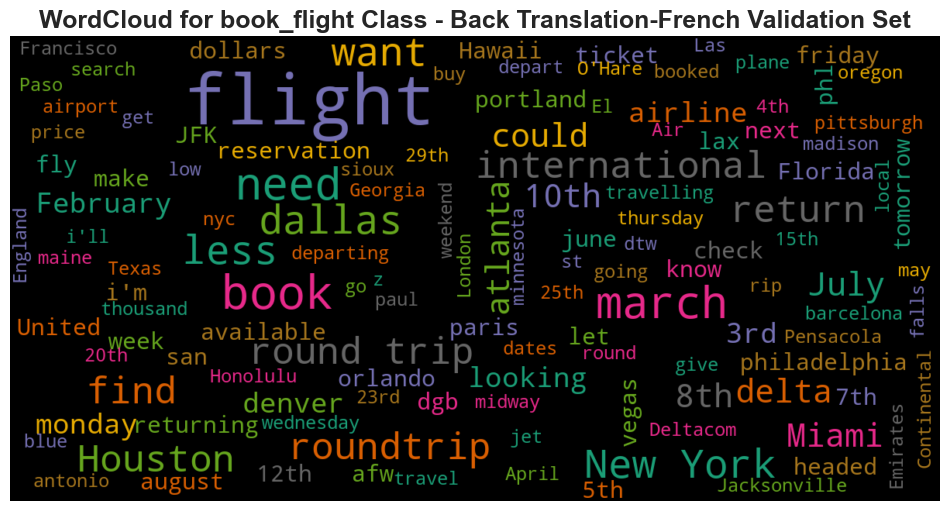 WordCloud for book_flight Class - Back Translation-French Validation Set
Francisco dollars want Hawaii ticket Las friday
search buy depart O'Hare booked plane oregon
Paso flight phl
airport get portland El airline 4th pittsburgh
price JFK could Air next madison
reservation 29th lax
fly low sioux international Florida local tomorrow
make need Georgia 10th travelling
February nyc dallas weekend atlanta thursday return
England i'll less departing London minnesota june dtw check 15th
maine Texas st going know may
i'm book go z 25th march rip July
thousand paul barcelona falls
United week available paris let 3rd Pensacola
20th san round trip dates round give philadelphia
Honolulu orlando looking
find denver 23rd dgb midway vegas 8th delta 7th Continental
monday returning wednesday Deltacom Emirates
blue roundtrip jet Miami
Houston New York headed
antonio august 12th afw travel April 5th Jacksonville